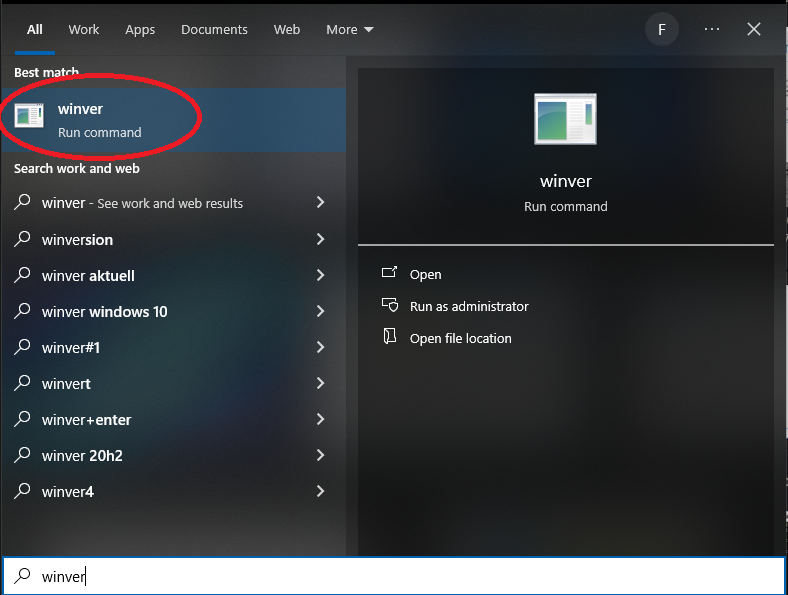 All Work Apps Documents Web More F ...
Best match
winver
Run command
Search work and web
winver - See work and web results
winversion
winver aktuell
winver windows 10
winver#1
winvert
winver+enter
winver 20h2
winver4
winver
Run command
Open
Run as administrator
Open file location
winver